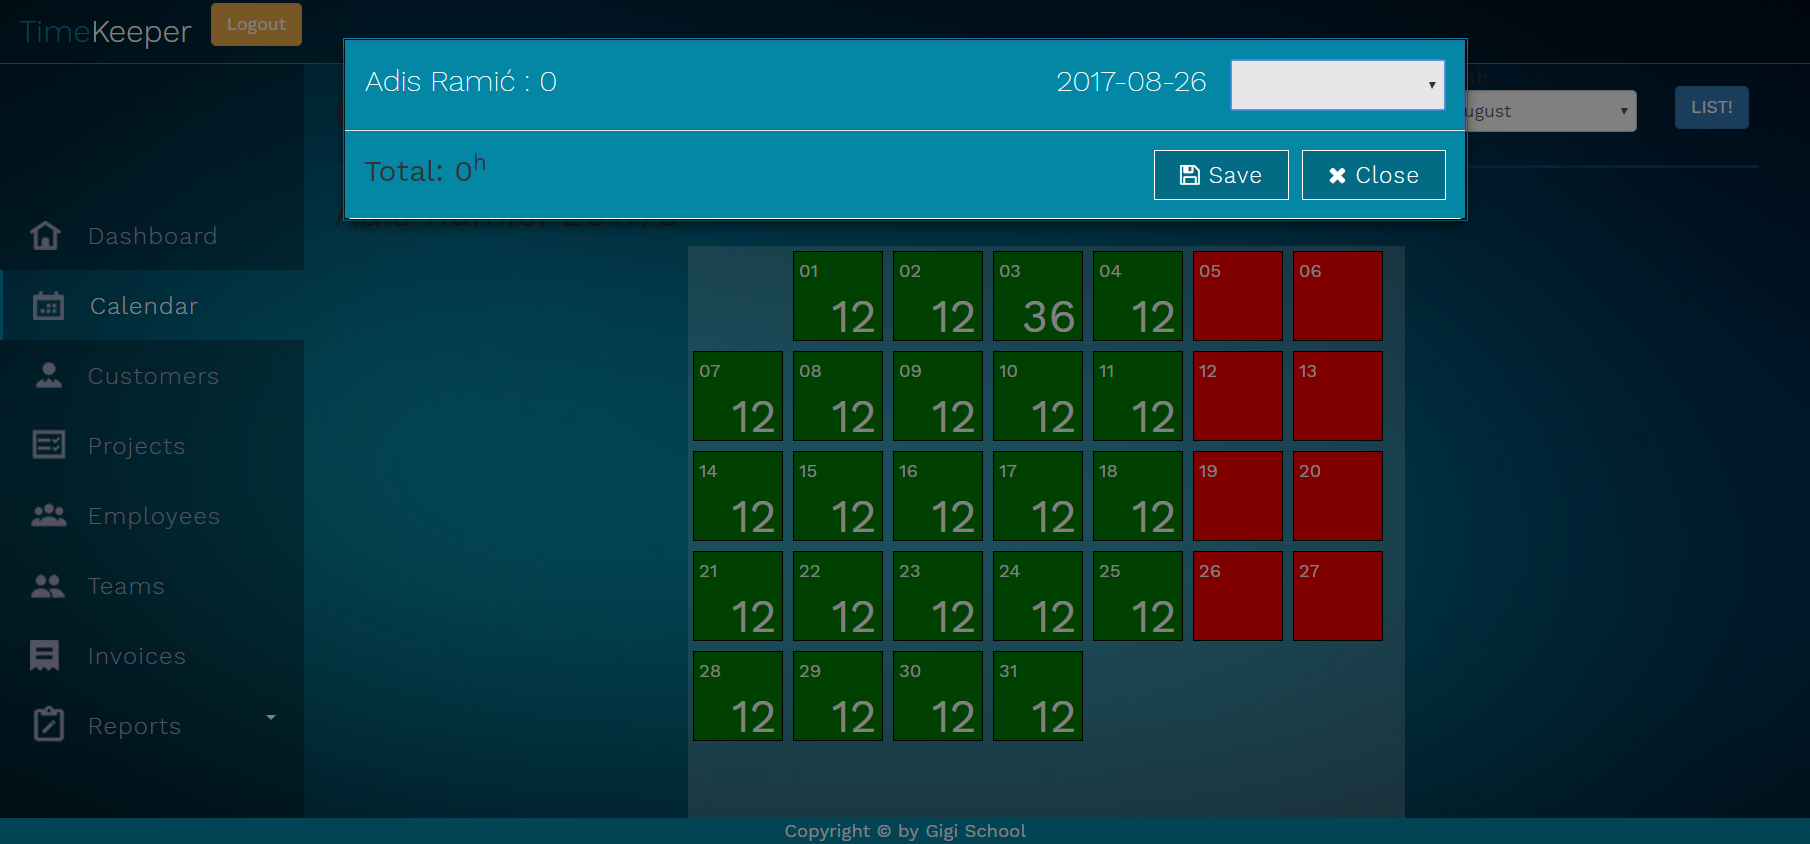 TimeKeeper Logout
Adis Ramić : 0 2017-08-26
th:
ugust LIST!
Total: 0h Save Close
Dashboard
Calendar
Customers
Projects
Employees
Teams
Invoices
Reports
01 02 03 04 05 06
12 12 36 12
07 08 09 10 11 12 13
12 12 12 12 12
14 15 16 17 18 19 20
12 12 12 12 12
21 22 23 24 25 26 27
12 12 12 12 12
28 29 30 31
12 12 12 12
Copyright © by Gigi School